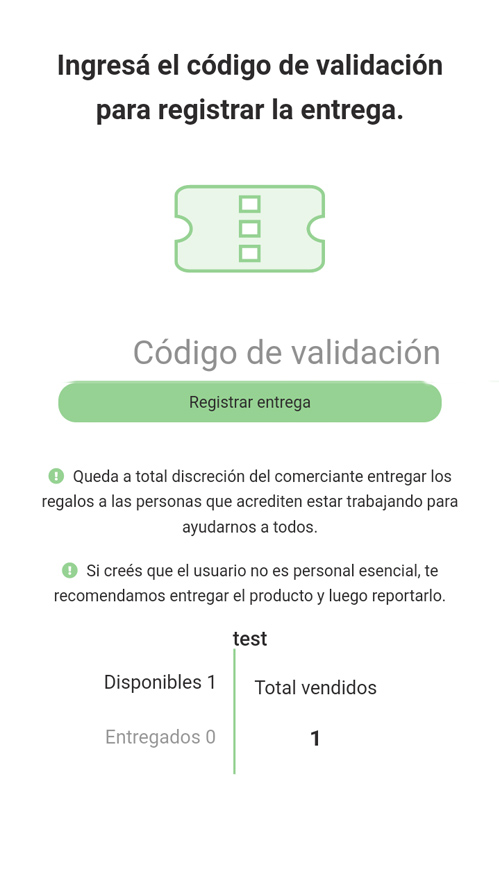 Ingresá el código de validación
para registrar la entrega.
Código de validación
Registrar entrega
Queda a total discreción del comerciante entregar los
regalos a las personas que acrediten estar trabajando para
ayudarnos a todos.
Si creés que el usuario no es personal esencial, te
recomendamos entregar el producto y luego reportarlo.
test
Disponibles 1
Entregados 0
Total vendidos
1